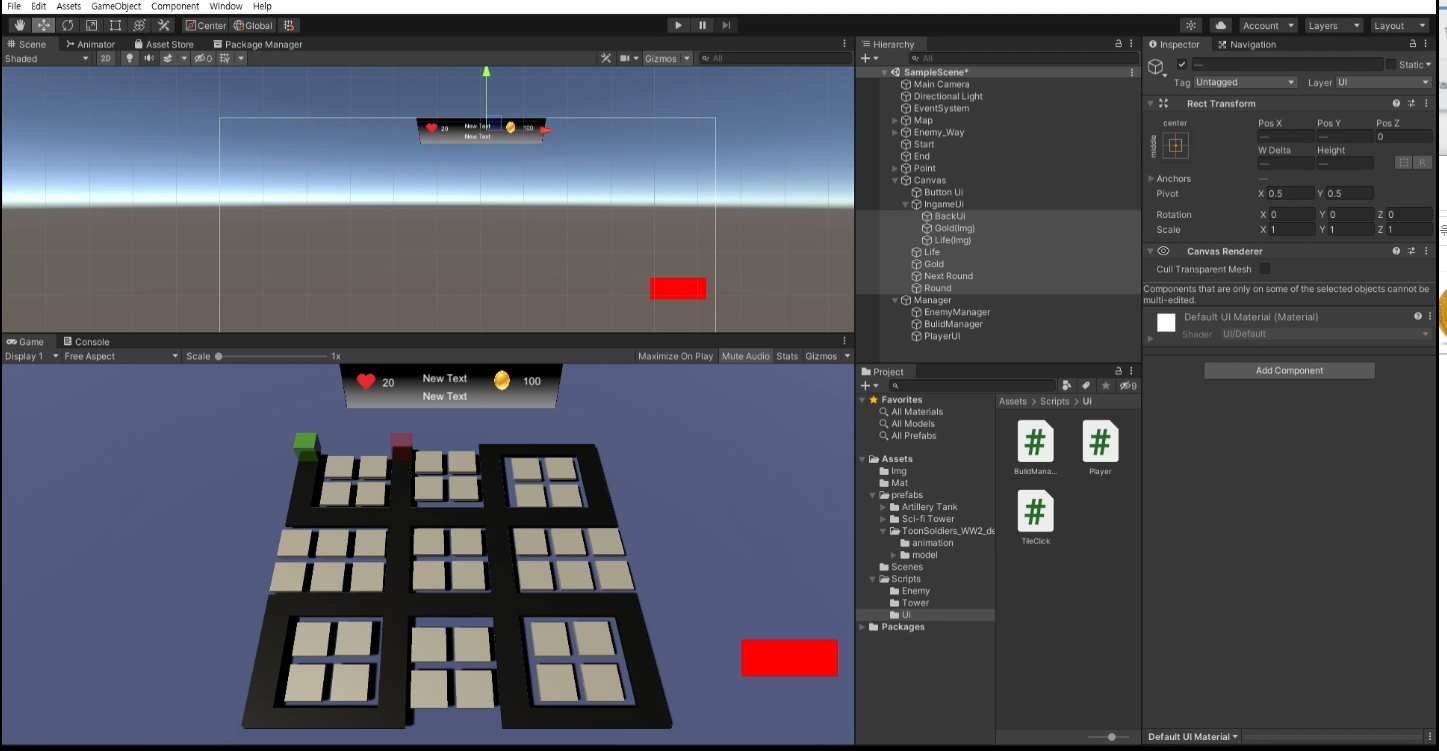 File Edit Assets GameObject Component Window Help
Center Global Account Layers Layout
Scene Animator Asset Store Package Manager
Shaded 2D 0 Gizmos All
20 New Text 100
New Text
Game Console
Display 1 Free Aspect Scale 1x Maximize On Play Mute Audio Stats Gizmos
20 New Text 100
New Text
Hierarchy
All
SampleScene*
Main Camera
Directional Light
EventSystem
Map
Enemy_Way
Start
End
Point
Canvas
Button Ui
IngameUi
BackUi
Gold(Img)
Life(Img)
Life
Gold
Next Round
Round
Manager
EnemyManager
BulidManager
PlayerUI
Project
9
Favorites
All Materials
All Models
All Prefabs
Assets
Img
Mat
prefabs
Artillery Tank
Sci-fi Tower
ToonSoldiers_WW2_de
animation
model
Scenes
Scripts
Enemy
Tower
Ui
Packages
Assets > Scripts > Ui
BulidMana...
Player
TileClick
Inspector Navigation
— Static
Tag Untagged Layer UI
Rect Transform
center
middle
Pos X Pos Y Pos Z
— — 0
W Delta Height
— — R
Anchors —
Pivot X 0.5 Y 0.5
Rotation X 0 Y 0 Z 0
Scale X 1 Y 1 Z 1
Canvas Renderer
Cull Transparent Mesh
Components that are only on some of the selected objects cannot be
multi-edited.
Default UI Material (Material)
Shader UI/Default
Add Component
Default UI Material